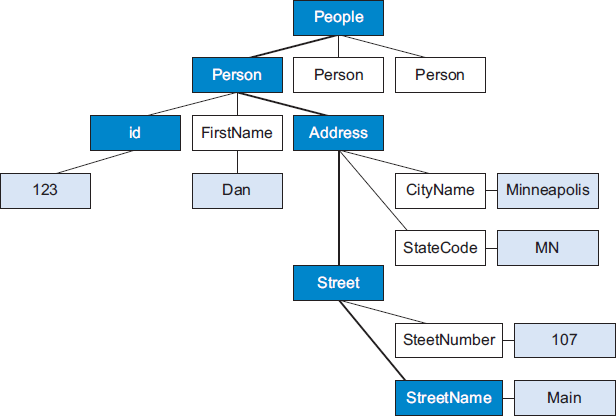 People
Person
Person
Person
id
FirstName
Address
123
Dan
CityName
Minneapolis
StateCode
MN
Street
SteetNumber
107
StreetName
Main